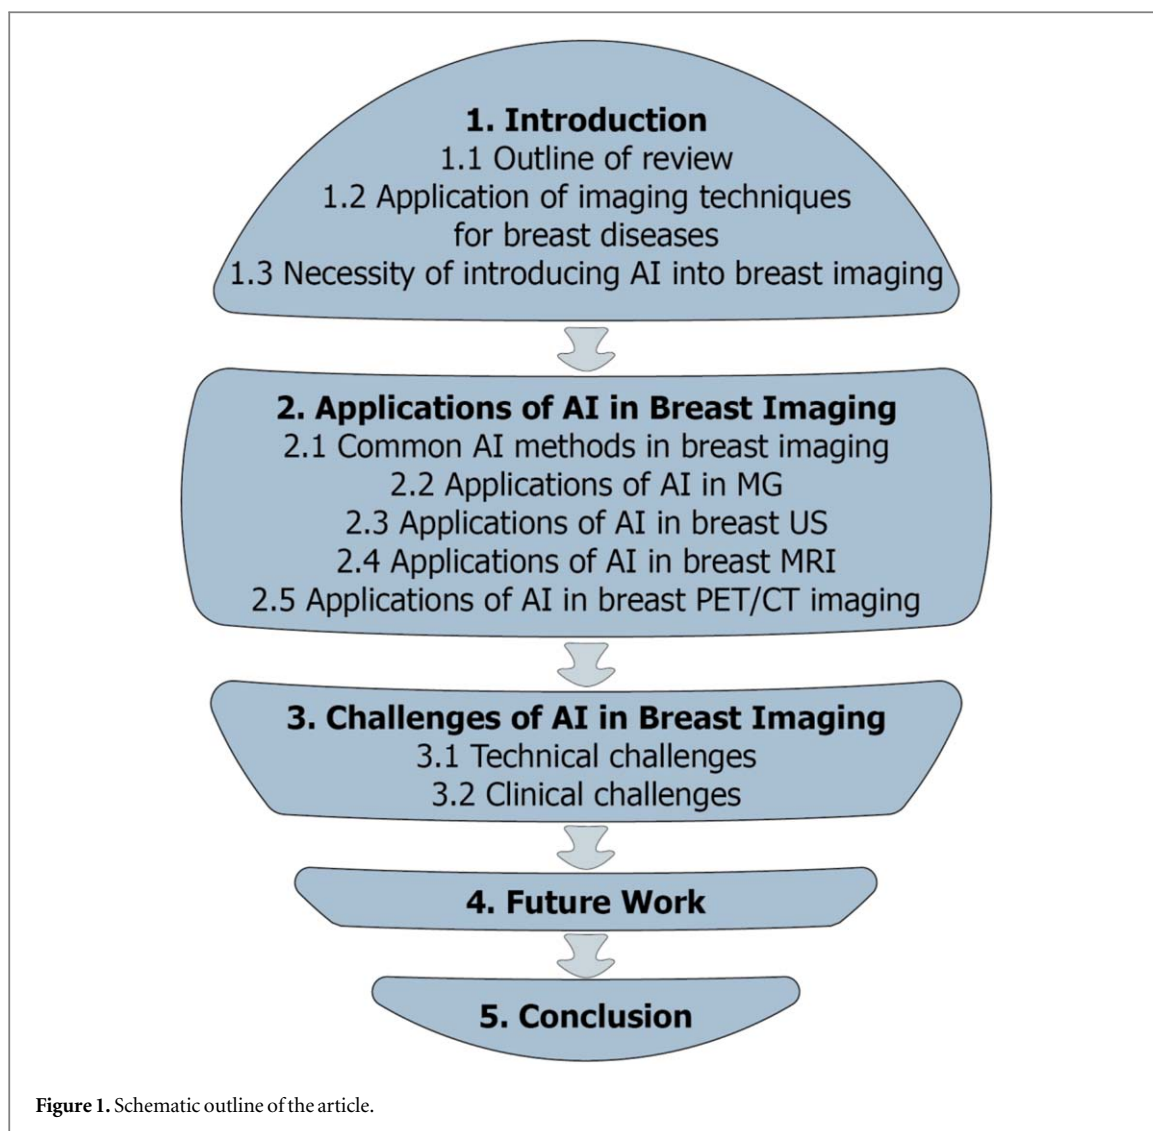 1. Introduction
1.1 Outline of review
1.2 Application of imaging techniques
for breast diseases
1.3 Necessity of introducing AI into breast imaging
2. Applications of AI in Breast Imaging
2.1 Common AI methods in breast imaging
2.2 Applications of AI in MG
2.3 Applications of AI in breast US
2.4 Applications of AI in breast MRI
2.5 Applications of AI in breast PET/CT imaging
3. Challenges of AI in Breast Imaging
3.1 Technical challenges
3.2 Clinical challenges
4. Future Work
5. Conclusion
Figure 1. Schematic outline of the article.